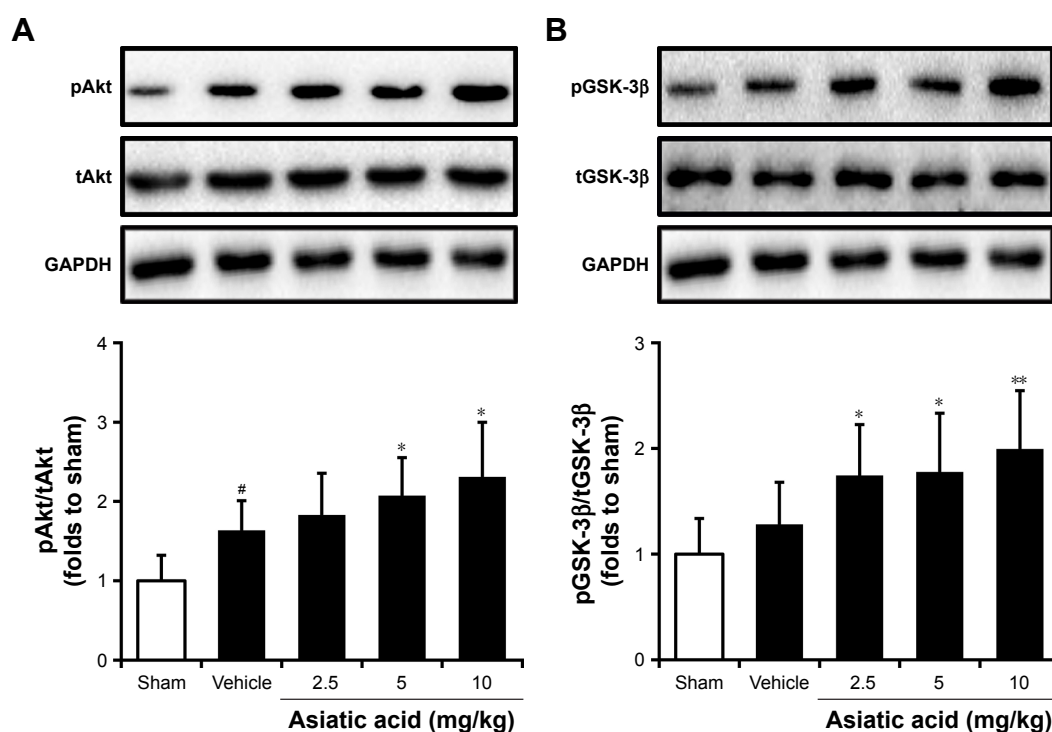 A
pAkt
tAkt
GAPDH
4
3
2
1
0
pAkt/tAkt
(folds to sham)
#
*
*
Sham Vehicle 2.5 5 10
Asiatic acid (mg/kg)
B
pGSK-3β
tGSK-3β
GAPDH
3
2
1
0
pGSK-3β/tGSK-3β
(folds to sham)
*
*
**
Sham Vehicle 2.5 5 10
Asiatic acid (mg/kg)